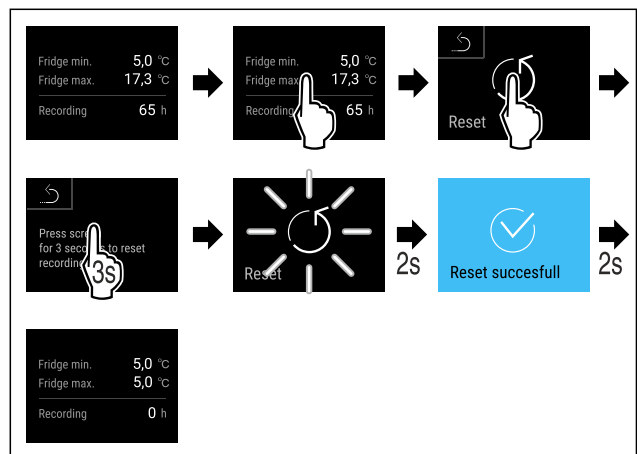 Fridge min. 5,0 °C
Fridge max. 17,3 °C
Recording 65 h
Fridge min. 5,0 °C
Fridge max 17,3 °C
Recording 65 h
Reset
Press scre
for 3 seco s to reset
recording
3s
Reset
2s
Reset succesfull
2s
Fridge min. 5,0 °C
Fridge max. 5,0 °C
Recording 0 h